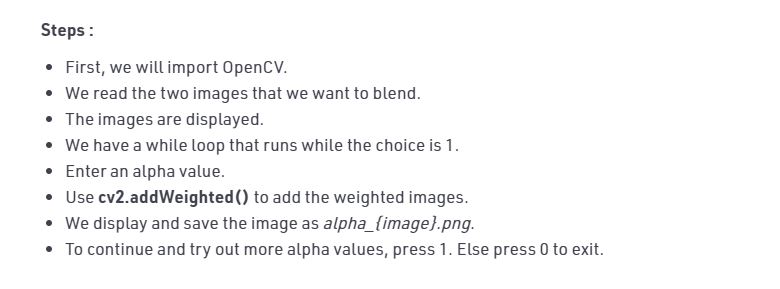 Steps :
• First, we will import OpenCV.
• We read the two images that we want to blend.
• The images are displayed.
• We have a while loop that runs while the choice is 1.
• Enter an alpha value.
• Use cv2.addWeighted() to add the weighted images.
• We display and save the image as alpha_{image}.png.
• To continue and try out more alpha values, press 1. Else press 0 to exit.